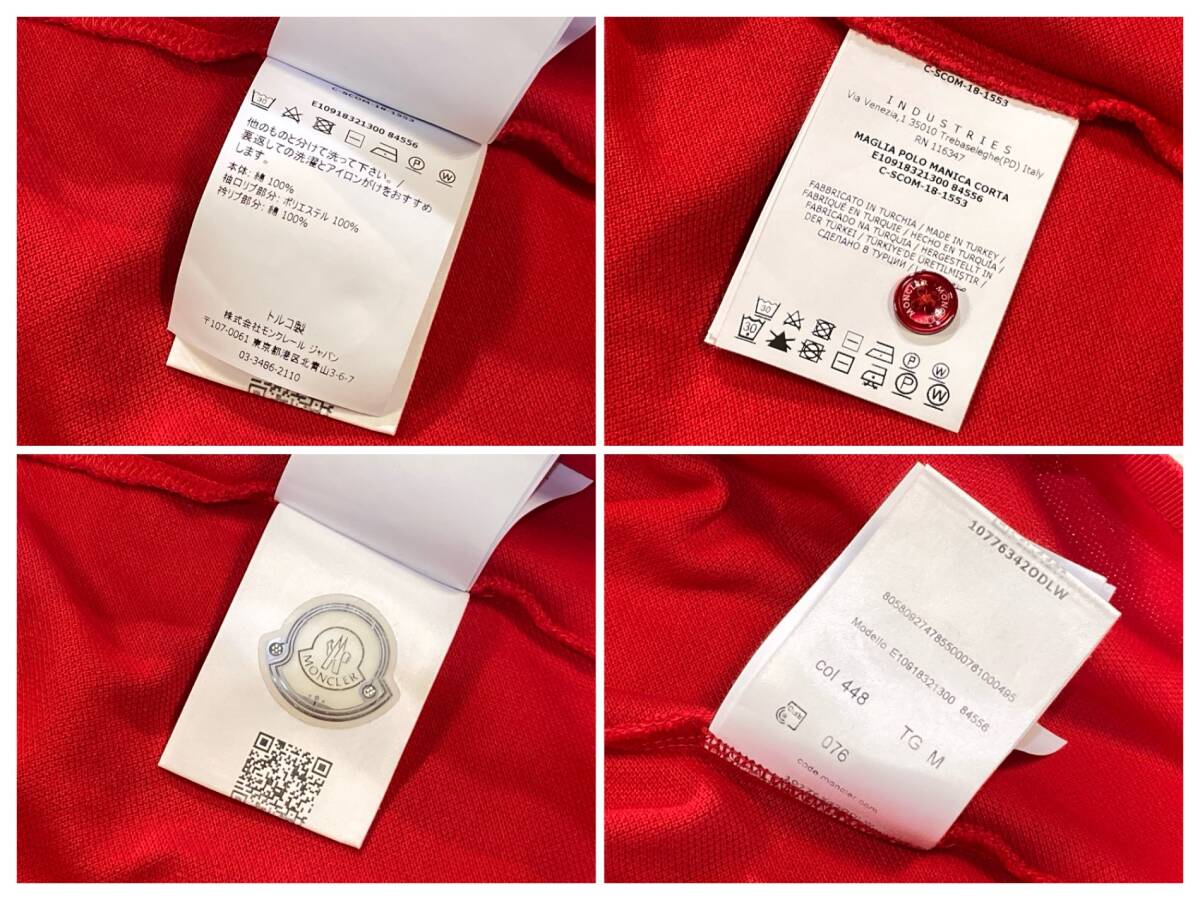 C-SCOM-18-1553
E10918321300 84556
30
他のものと分けて洗って下さい。/
裏返しての洗濯とアイロンがけをおすすめ
します。
本体: 綿 100%
袖口リブ部分: ポリエステル 100%
衿リブ部分: 綿 100%
トルコ製
株式会社モンクレール ジャパン
〒107-0061 東京都港区北青山3-6-7
03-3486-2110
C-SCOM-18-1553
INDUSTRIES
Via Venezia,1 35010 Trebaseleghe(PD) Italy
RN 116347
MAGLIA POLO MANICA CORTA
E10918321300 84556
C-SCOM-18-1553
FABBRICATO IN TURCHIA / MADE IN TURKEY /
FABRIQUÉ EN TURQUIE / HECHO EN TURQUÍA /
FABRICADO NA TURQUIA / HERGESTELLT IN
DER TÜRKEI / TÜRKİYE'DE ÜRETİLMİŞTİR /
СДЕЛАНО В ТУРЦИИ /
MONCLER MONCLER
30 P W
30 P W
MONCLER
10776342ODLW
8058092747855000761000495
Modello E10918321300 84556
col 448 TG M
076
code.moncler.com